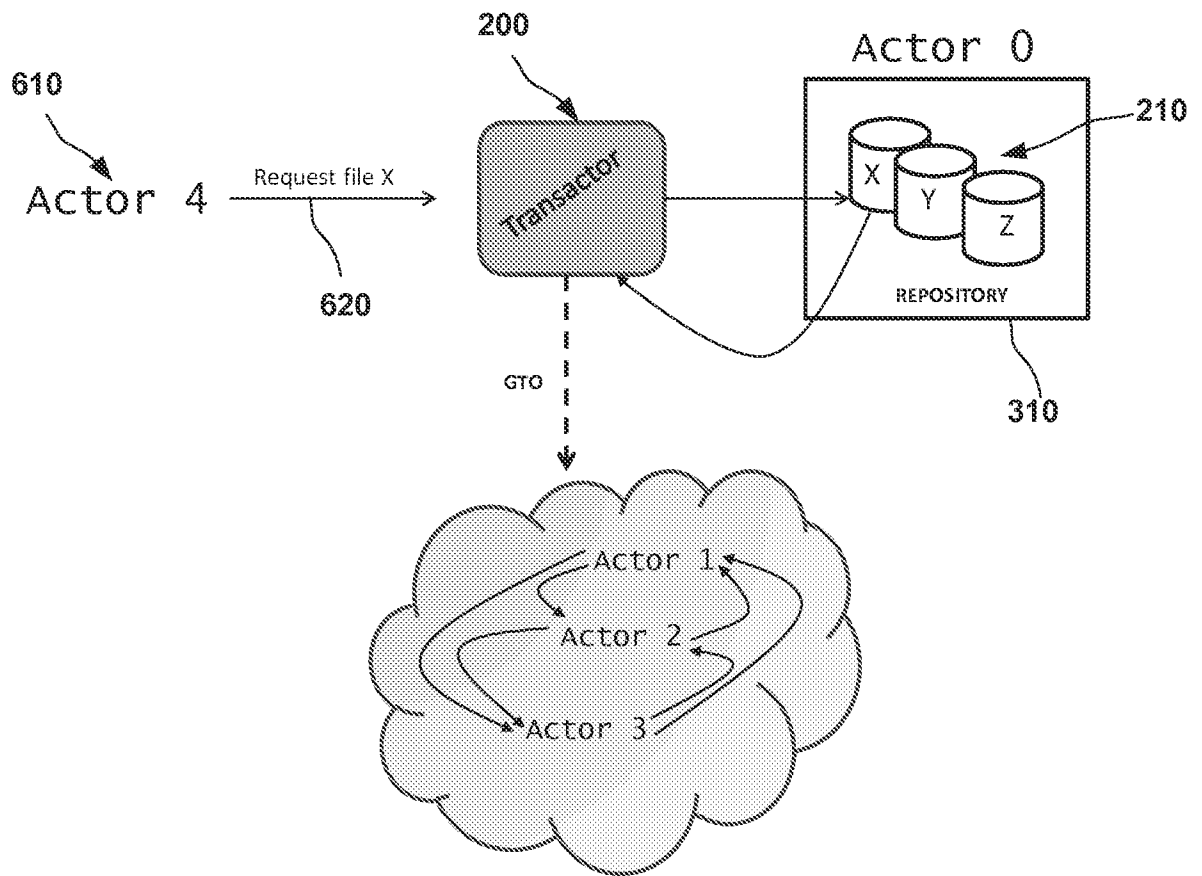 200
Actor 0
610
210
Request file X
Actor 4
Transactor
X
Y
Z
620
REPOSITORY
GTO
310
Actor 1
Actor 2
Actor 3